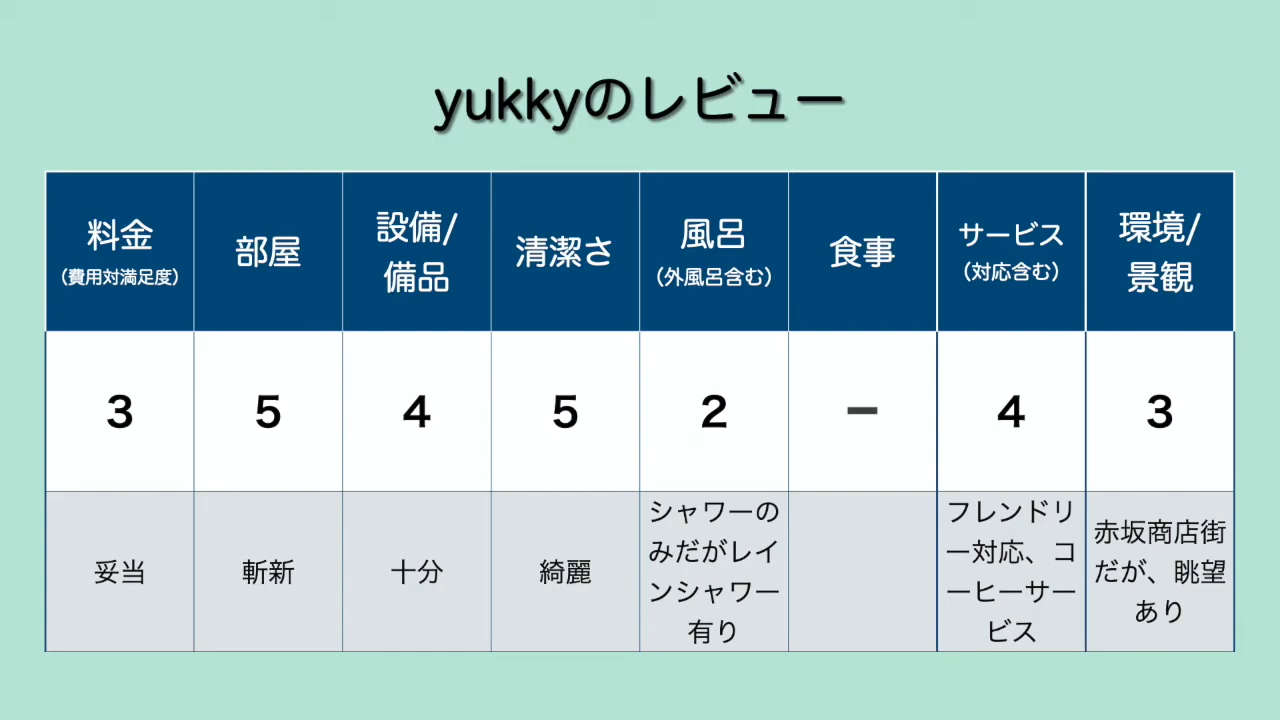 yukkyのレビュー
料金
（費用対満足度）
部屋
設備/
備品
清潔さ
風呂
（外風呂含む）
食事
サービス
（対応含む）
環境/
景観
3
5
4
5
2
ー
4
3
妥当
斬新
十分
綺麗
シャワーの
みだがレイ
ンシャワー
有り
フレンドリ
ー対応、コ
ーヒーサー
ビス
赤坂商店街
だが、眺望
あり